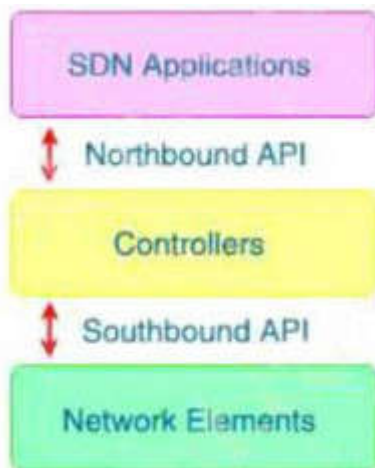 SDN Applications
Northbound API
Controllers
Southbound API
Network Elements